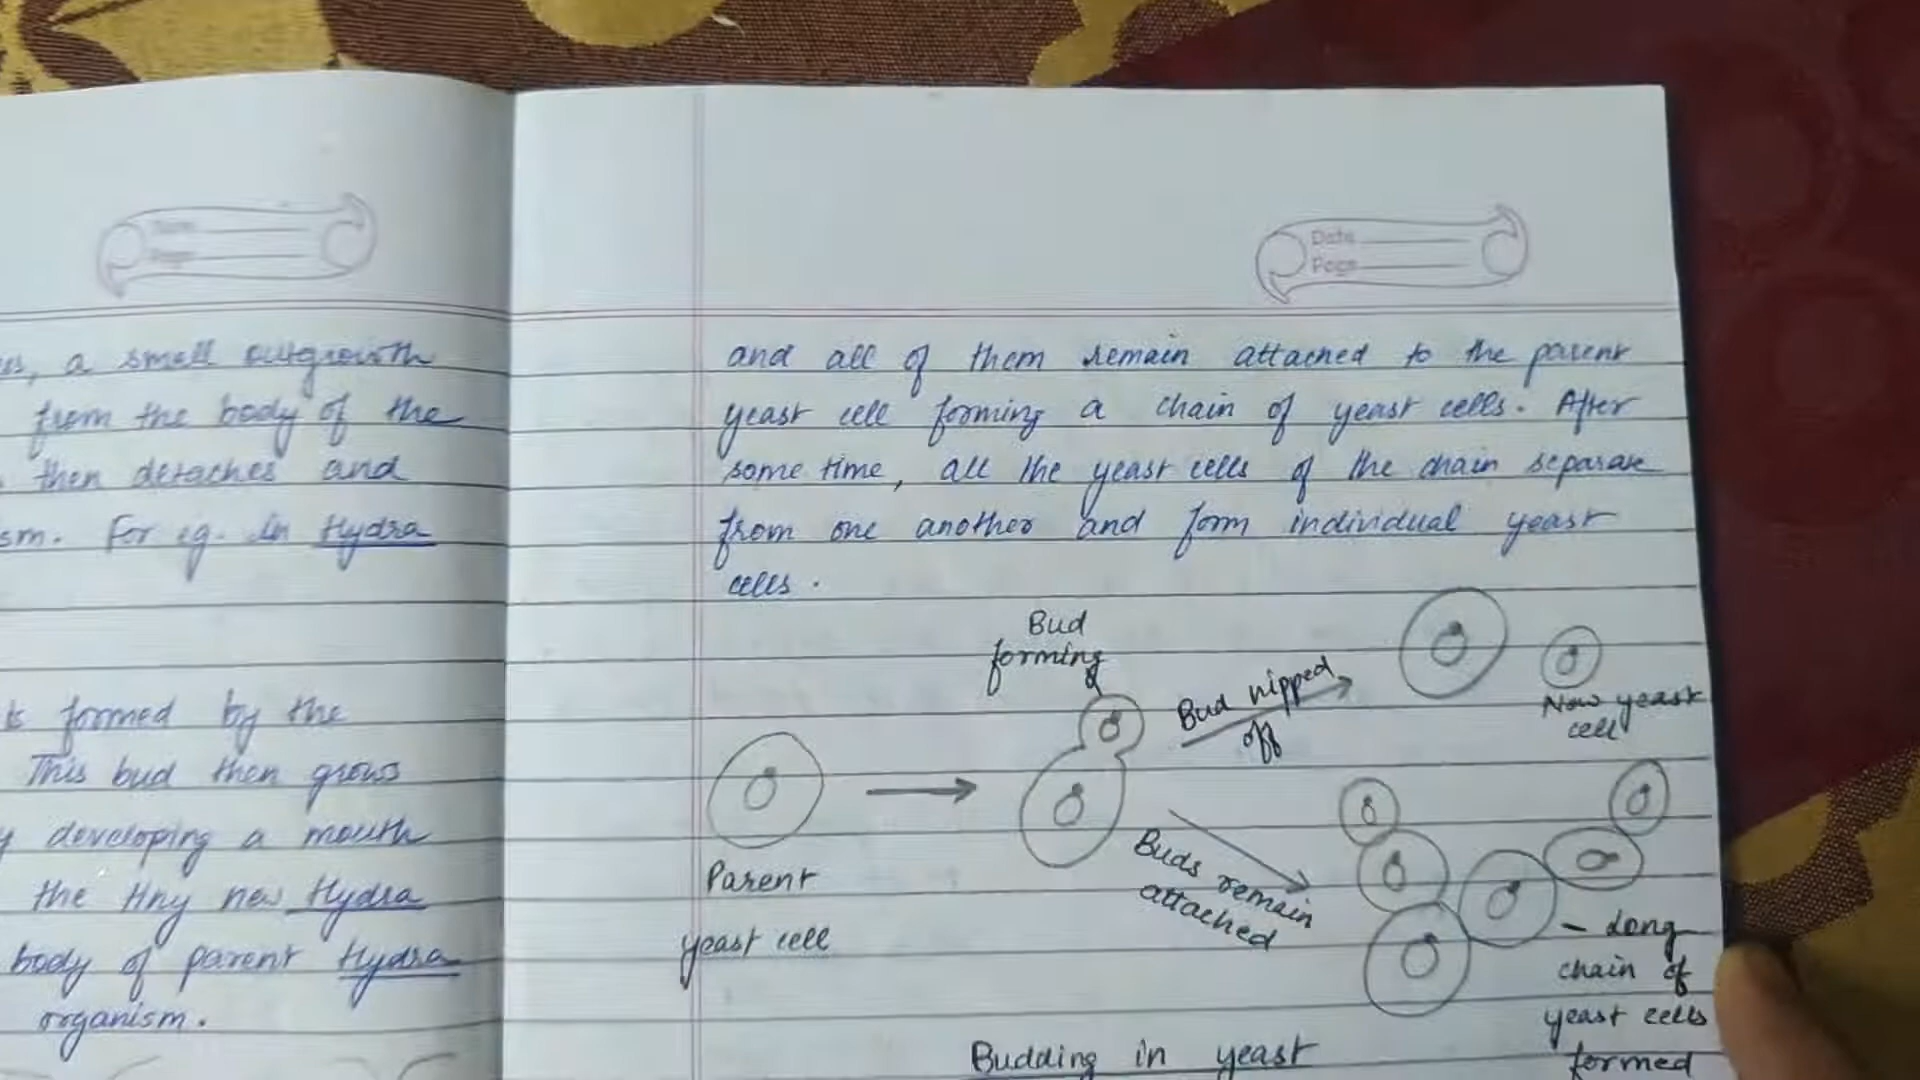 a small outgrowth
from the body of the
then detaches and
sm. For eg. in Hydra
is formed by the
This bud then grows
developing a mouth
the tiny new Hydra
body of parent Hydra
organism.
Date
Page
and all of them remain attached to the parent
yeast cell forming a chain of yeast cells. After
some time, all the yeast cells of the chain separate
from one another and form individual yeast
cells.
Bud
forming
Bud nipped
off
New yeast
cell
Parent
yeast cell
Buds remain
attached
- long
chain of
yeast cells
formed
Budding in yeast